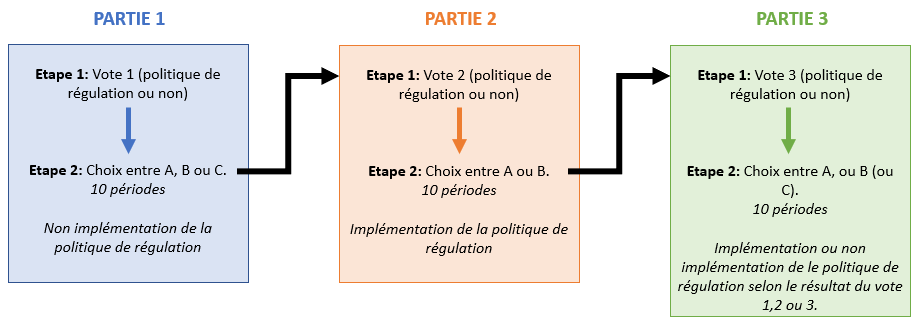 PARTIE 1
Etape 1: Vote 1 (politique de
régulation ou non)
Etape 2: Choix entre A, B ou C.
10 périodes
Non implémentation de la
politique de régulation
PARTIE 2
Etape 1: Vote 2 (politique de
régulation ou non)
Etape 2: Choix entre A ou B.
10 périodes
Implémentation de la politique de
régulation
PARTIE 3
Etape 1: Vote 3 (politique de
régulation ou non)
Etape 2: Choix entre A, ou B (ou
C).
10 périodes
Implémentation ou non
implémentation de le politique de
régulation selon le résultat du vote
1,2 ou 3.